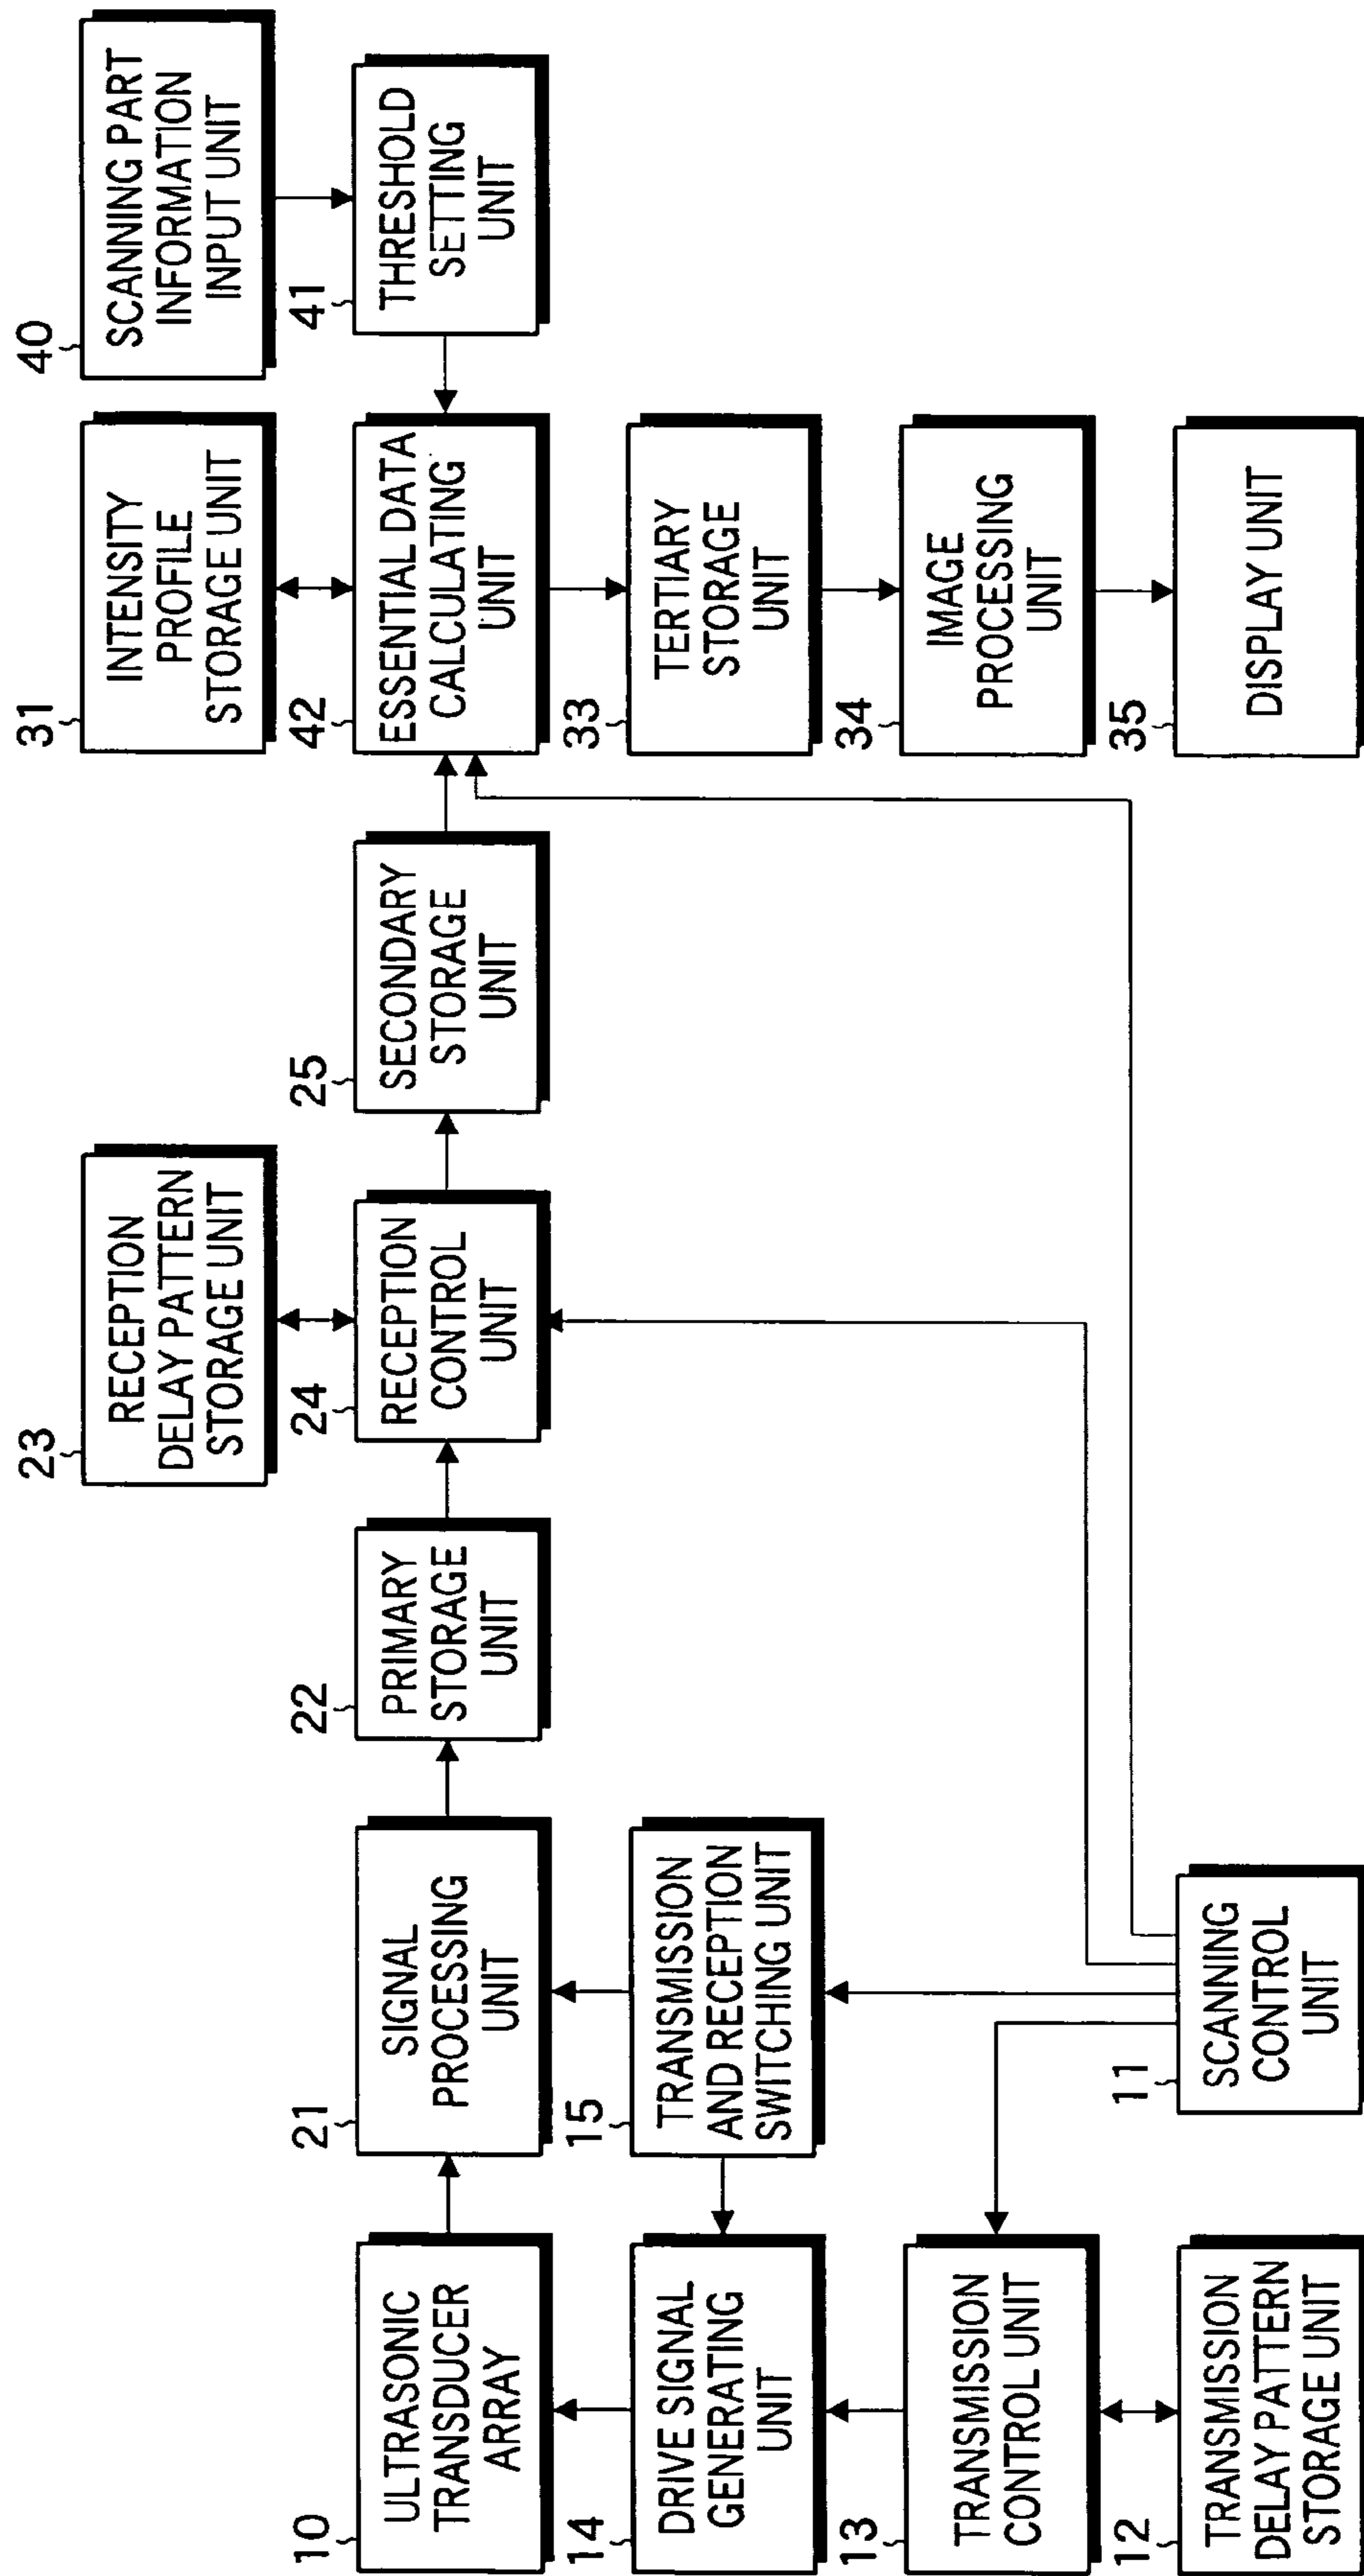 10
ULTRASONIC
TRANSDUCER
ARRAY
21
SIGNAL
PROCESSING
UNIT
22
PRIMARY
STORAGE
UNIT
23
RECEPTION
DELAY PATTERN
STORAGE UNIT
24
RECEPTION
CONTROL
UNIT
25
SECONDARY
STORAGE
UNIT
31
INTENSITY
PROFILE
STORAGE UNIT
42
ESSENTIAL DATA
CALCULATING
UNIT
40
SCANNING PART
INFORMATION
INPUT UNIT
41
THRESHOLD
SETTING
UNIT
14
DRIVE SIGNAL
GENERATING
UNIT
15
TRANSMISSION
AND RECEPTION
SWITCHING UNIT
33
TERTIARY
STORAGE
UNIT
13
TRANSMISSION
CONTROL UNIT
34
IMAGE
PROCESSING
UNIT
12
TRANSMISSION
DELAY PATTERN
STORAGE UNIT
11
SCANNING
CONTROL
UNIT
35
DISPLAY UNIT